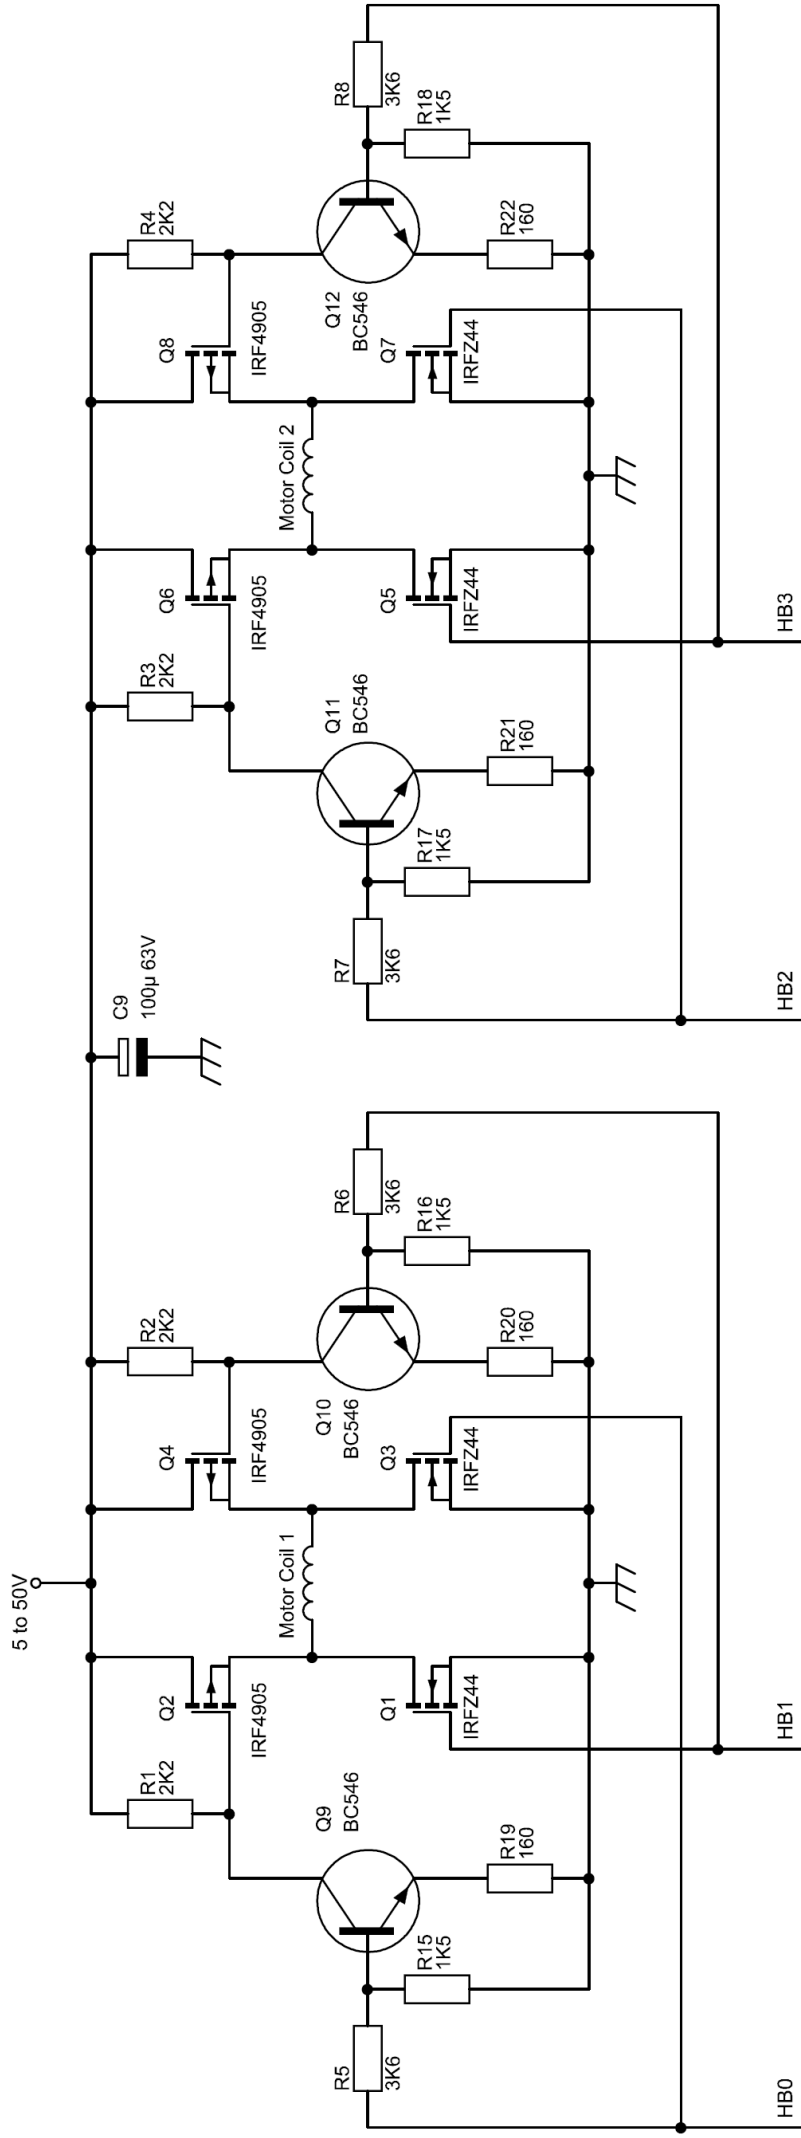 5 to 50V
R1
2K2
Q2
IRF4905
Q9
BC546
R5
3K6
R15
1K5
R19
160
Q1
IRFZ44
Motor Coil 1
Q4
IRF4905
R2
2K2
Q10
BC546
Q3
IRFZ44
R20
160
R16
1K5
R6
3K6
HB0
HB1
C9
100µ 63V
R3
2K2
Q6
IRF4905
Q11
BC546
R7
3K6
R17
1K5
R21
160
Q5
IRFZ44
Motor Coil 2
Q8
IRF4905
R4
2K2
Q12
BC546
Q7
IRFZ44
R22
160
R18
1K5
R8
3K6
HB2
HB3